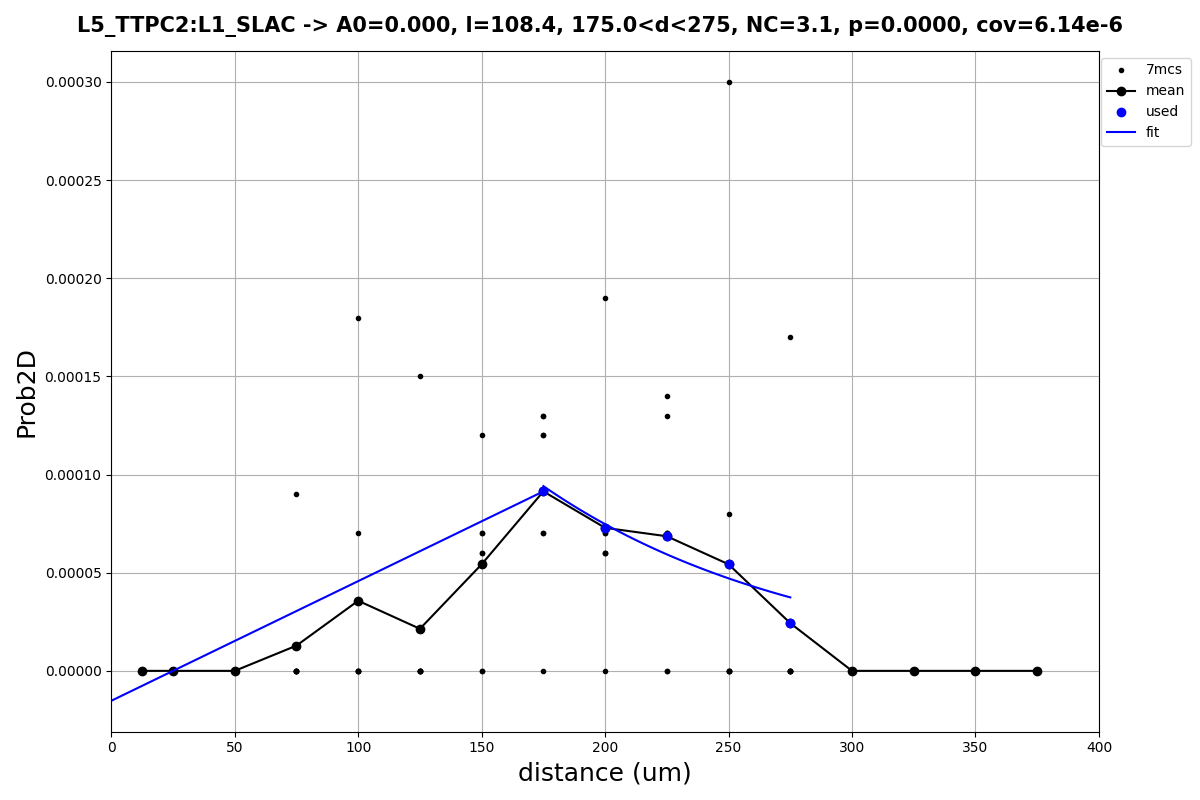 L5_TTPC2:L1_SLAC -> A0=0.000, l=108.4, 175.0<d<275, NC=3.1, p=0.0000, cov=6.14e-6
7mcs
mean
used
fit
Prob2D
0.00030
0.00025
0.00020
0.00015
0.00010
0.00005
0.00000
0 50 100 150 200 250 300 350 400
distance (um)